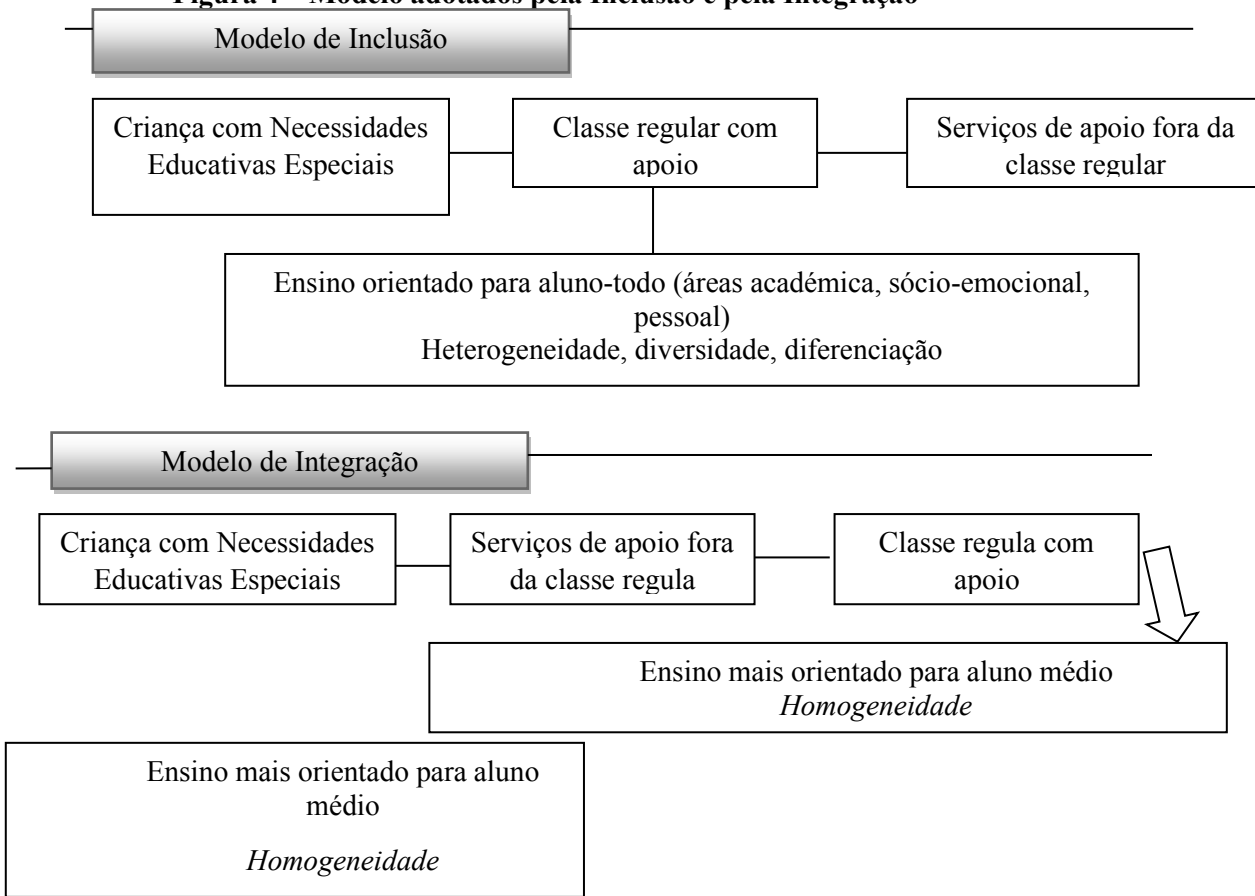 Figura 4 – Modelo adotados pela Inclusão e pela Integração
Modelo de Inclusão
Criança com Necessidades
Educativas Especiais
Classe regular com
apoio
Serviços de apoio fora da
classe regular
Ensino orientado para aluno-todo (áreas académica, sócio-emocional,
pessoal)
Heterogeneidade, diversidade, diferenciação
Modelo de Integração
Criança com Necessidades
Educativas Especiais
Serviços de apoio fora
da classe regula
Classe regula com
apoio
Ensino mais orientado para aluno médio
Homogeneidade
Ensino mais orientado para aluno
médio
Homogeneidade